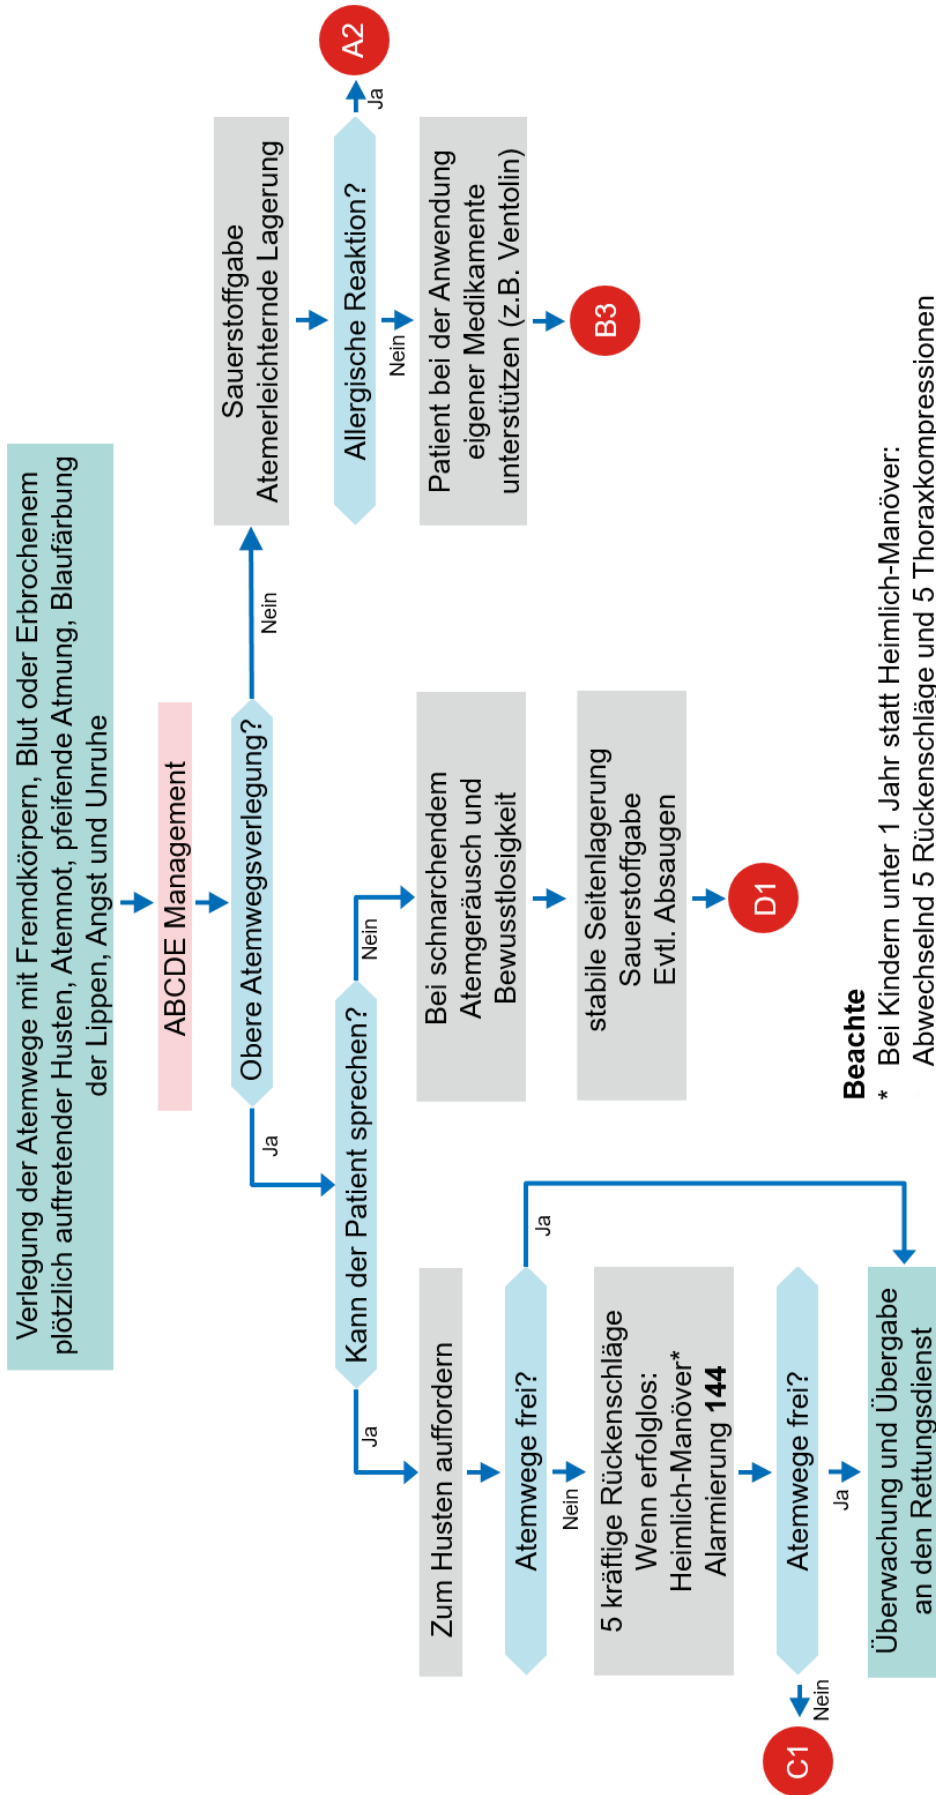 Verlegung der Atemwege mit Fremdkörpern, Blut oder Erbrochenem
plötzlich auftretender Husten, Atemnot, pfeifende Atmung, Blaufärbung
der Lippen, Angst und Unruhe
ABCDE Management
Obere Atemwegsverlegung?
Ja
Nein
Kann der Patient sprechen?
Ja
Nein
Zum Husten auffordern
Atemwege frei?
Ja
Nein
5 kräftige Rückenschläge
Wenn erfolglos:
Heimlich-Manöver*
Alarmierung 144
Atemwege frei?
Nein
C1
Ja
Überwachung und Übergabe
an den Rettungsdienst
Bei schnarchendem
Atemgeräusch und
Bewusstlosigkeit
stabile Seitenlagerung
Sauerstoffgabe
Evtl. Absaugen
D1
Sauerstoffgabe
Atemerleichternde Lagerung
Allergische Reaktion?
Ja
A2
Nein
Patient bei der Anwendung
eigener Medikamente
unterstützen (z.B. Ventolin)
B3
Beachte
* Bei Kindern unter 1 Jahr statt Heimlich-Manöver:
Abwechselnd 5 Rückenschläge und 5 Thoraxkompressionen